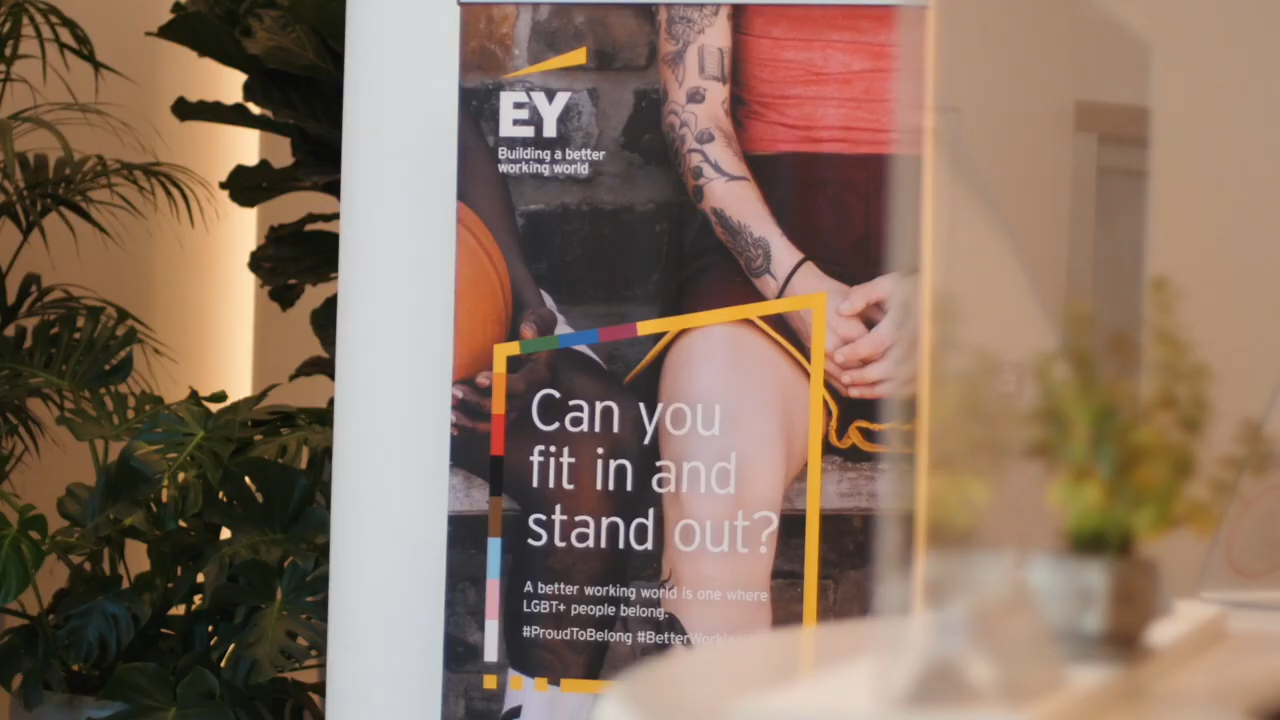 EY
Building a better
working world
Can you
fit in and
stand out?
A better working world is one where
LGBT+ people belong.
#ProudToBelong